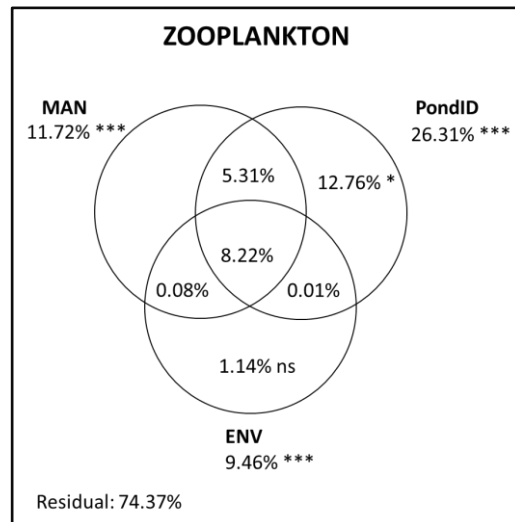 ZOOPLANKTON
MAN
11.72% ***
PondID
26.31% ***
5.31%
12.76% *
8.22%
0.08%
0.01%
1.14% ns
ENV
9.46% ***
Residual: 74.37%